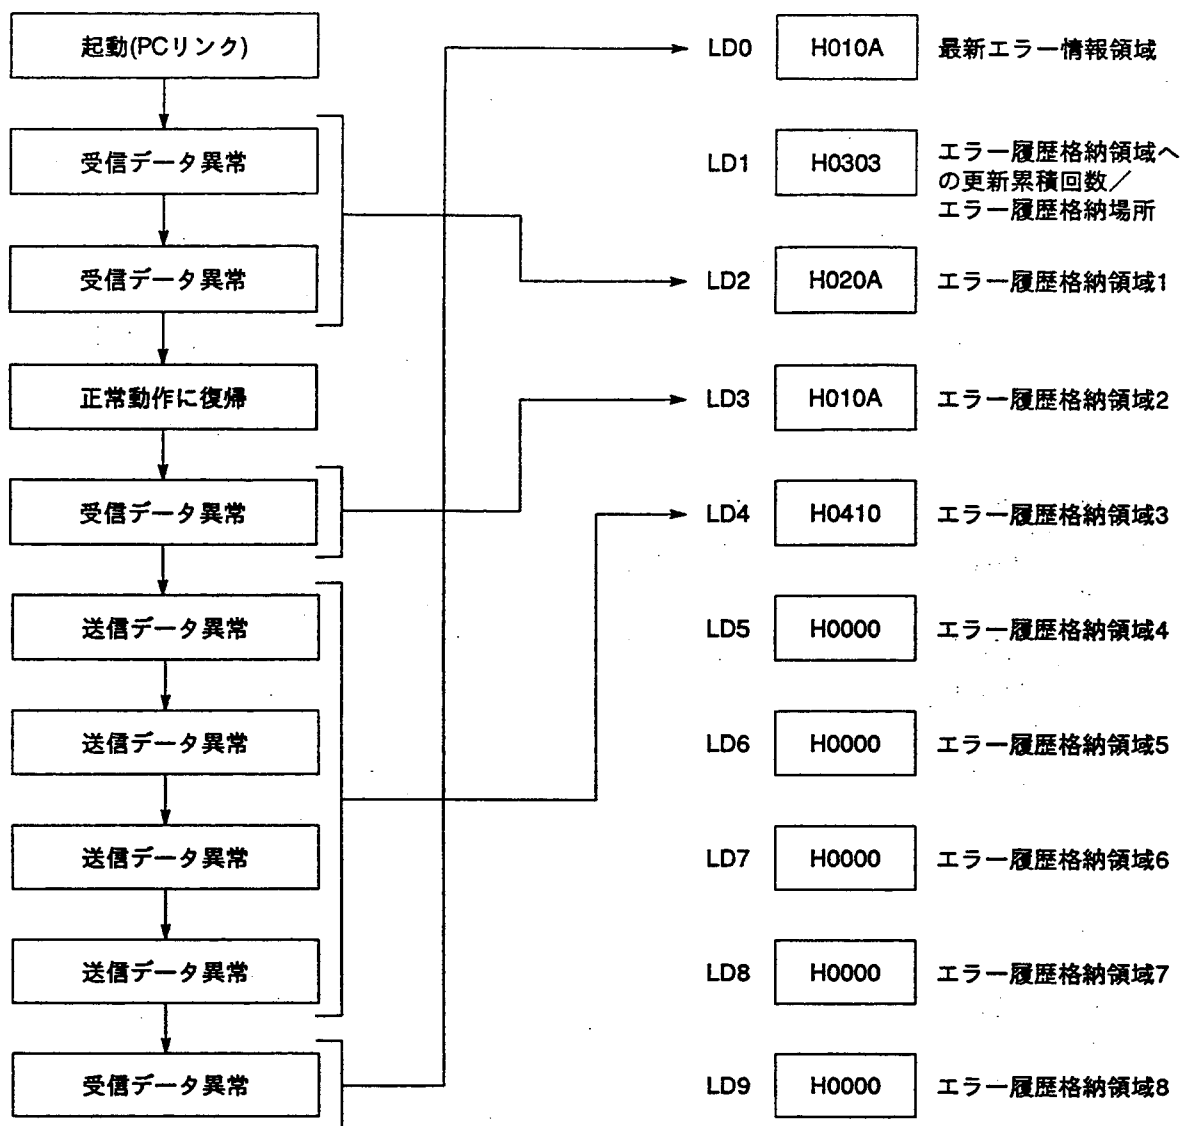 起動(PCリンク)
受信データ異常
受信データ異常
正常動作に復帰
受信データ異常
送信データ異常
送信データ異常
送信データ異常
送信データ異常
受信データ異常
LD0 H010A 最新エラー情報領域
LD1 H0303 エラー履歴格納領域へ
の更新累積回数／
エラー履歴格納場所
LD2 H020A エラー履歴格納領域1
LD3 H010A エラー履歴格納領域2
LD4 H0410 エラー履歴格納領域3
LD5 H0000 エラー履歴格納領域4
LD6 H0000 エラー履歴格納領域5
LD7 H0000 エラー履歴格納領域6
LD8 H0000 エラー履歴格納領域7
LD9 H0000 エラー履歴格納領域8